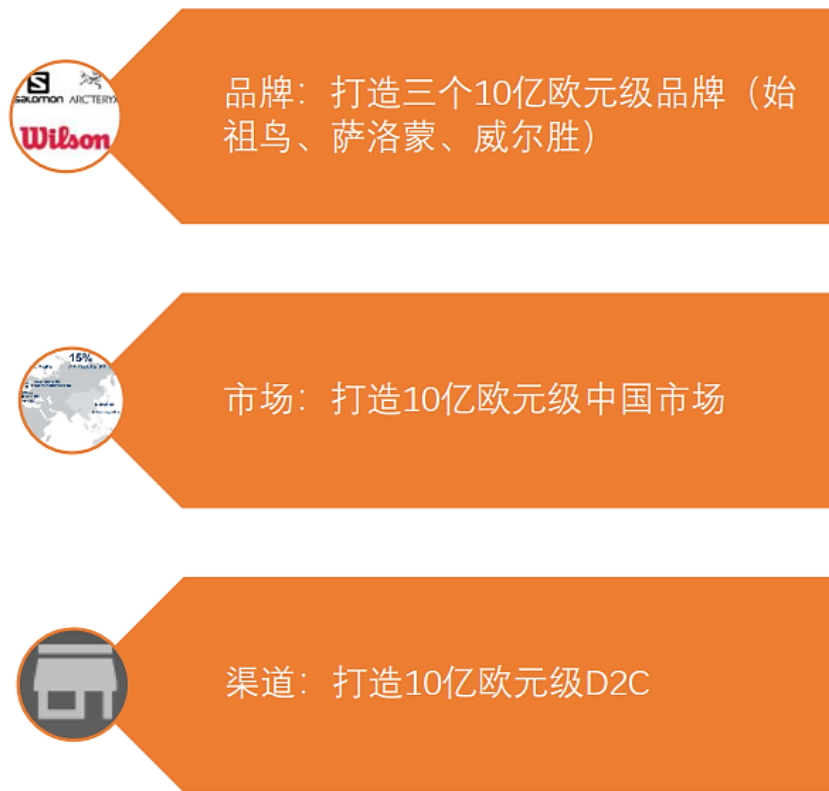 SALOMON ARC'TERYX
Wilson
品牌：打造三个10亿欧元级品牌（始
祖鸟、萨洛蒙、威尔胜）
15%
市场：打造10亿欧元级中国市场
渠道：打造10亿欧元级D2C